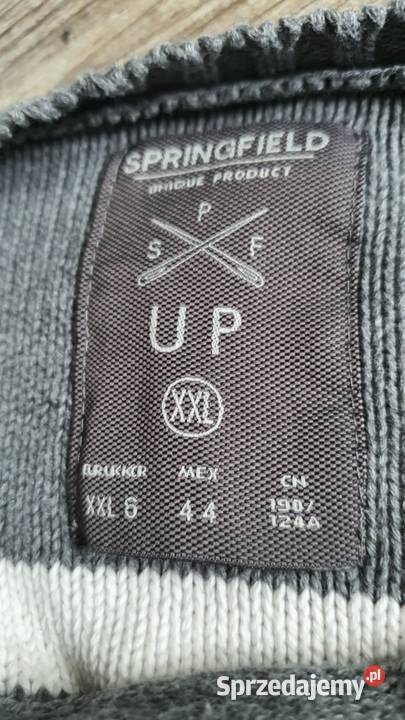 SPRINGFIELD
UNIQUE PRODUCT
P
S F
UP
XXL
MEX CN
XXL 6 44 190/
124A
Sprzedajemy.pl